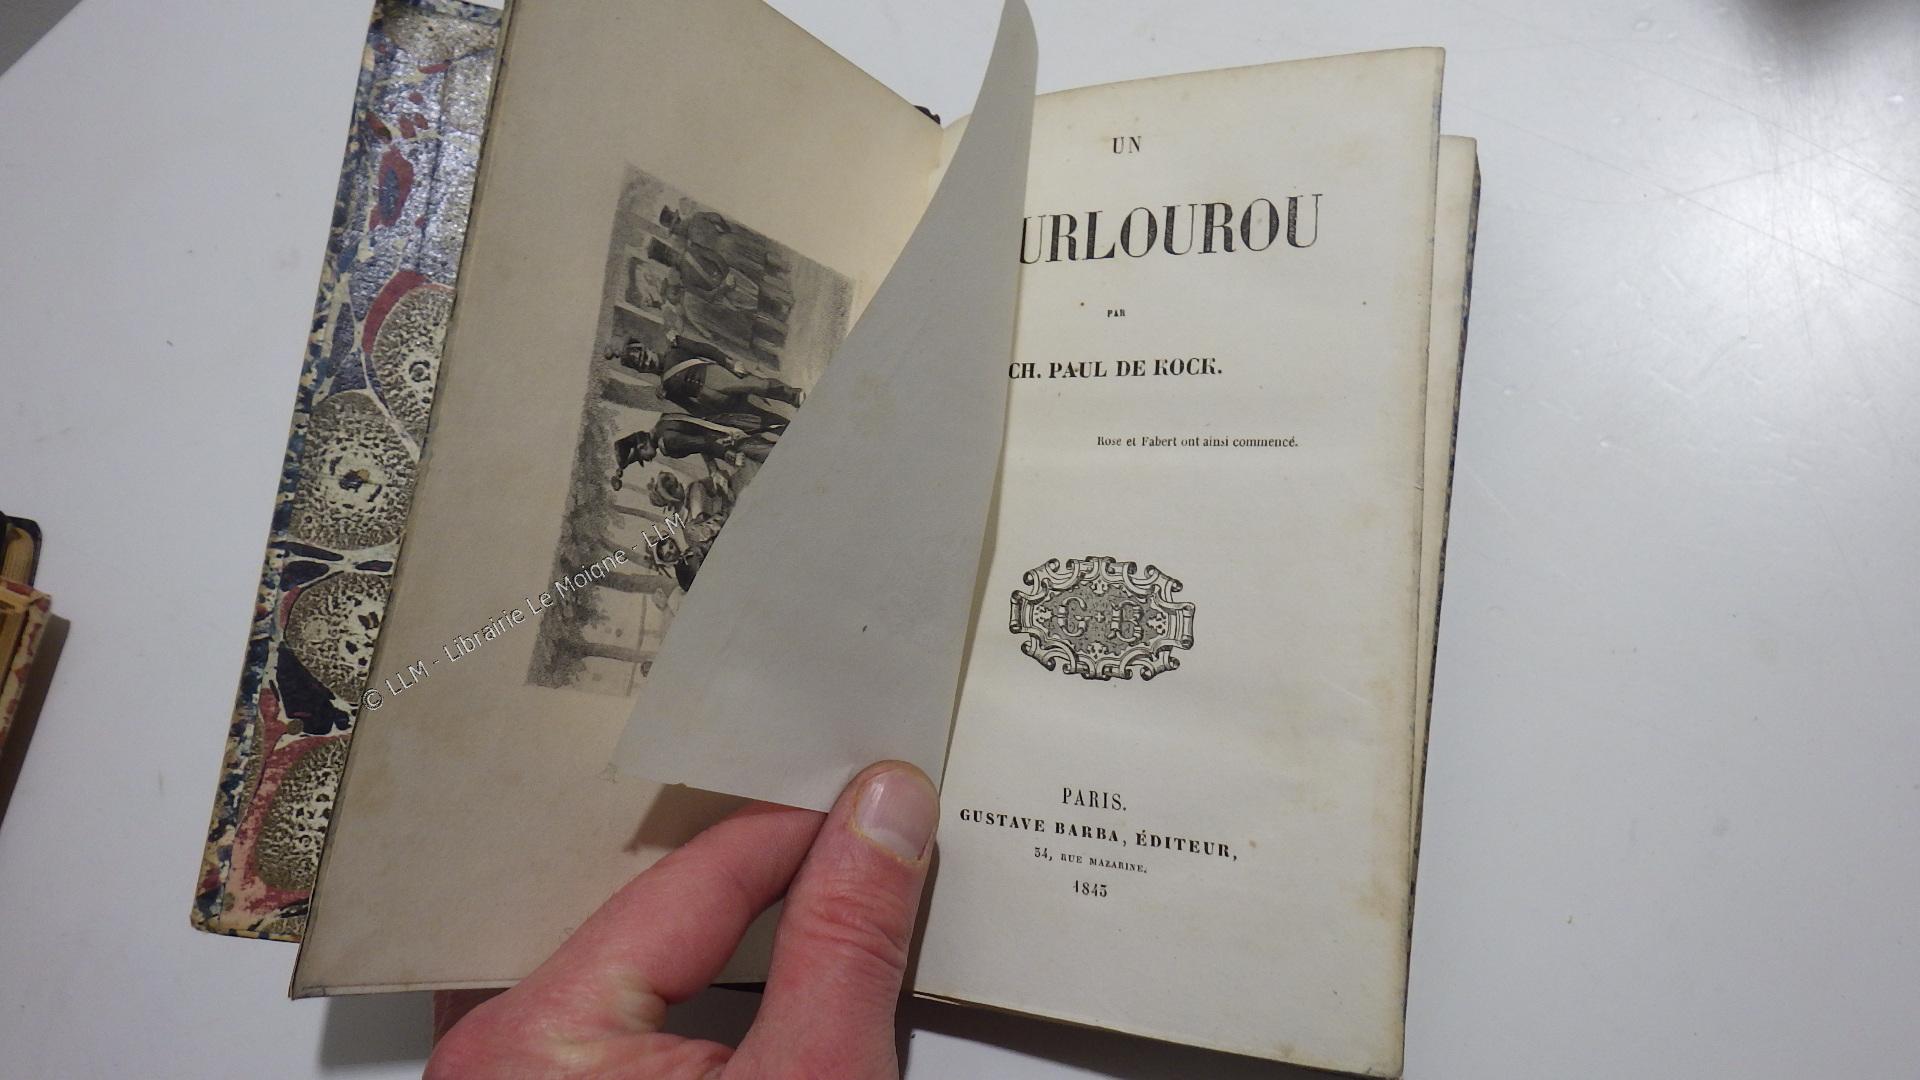 UN
URLOUROU
PAR
CH. PAUL DE KOCK.
Rose et Fabert ont ainsi commencé.
G B
PARIS.
GUSTAVE BARBA, ÉDITEUR,
34, RUE MAZARINE.
1843
© LLM - Librairie Le Moigne - LLM